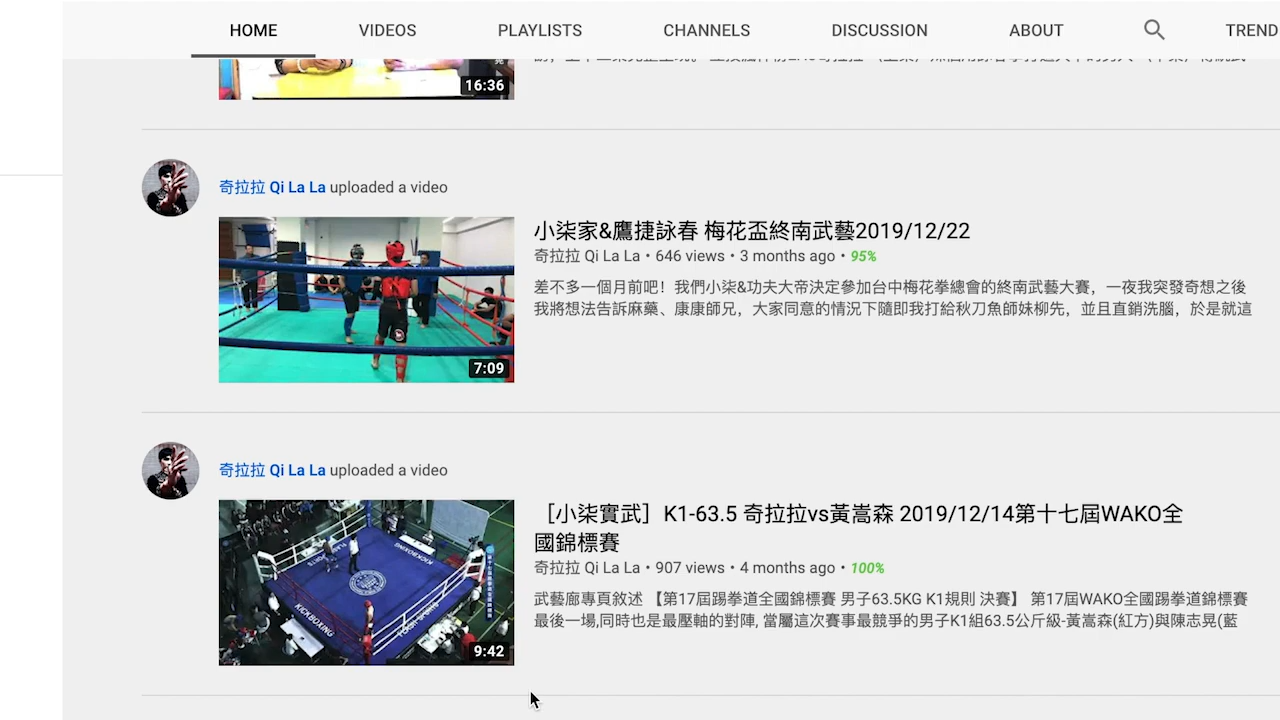 HOME VIDEOS PLAYLISTS CHANNELS DISCUSSION ABOUT TREND
16:36
奇拉拉 Qi La La uploaded a video
小柒家&鷹捷詠春 梅花盃終南武藝2019/12/22
奇拉拉 Qi La La • 646 views • 3 months ago • 95%
差不多一個月前吧！我們小柒&功夫大帝決定參加台中梅花拳總會的終南武藝大賽，一夜我突發奇想之後
我將想法告訴麻藥、康康師兄，大家同意的情況下隨即我打給秋刀魚師妹柳先，並且直銷洗腦，於是就這
7:09
奇拉拉 Qi La La uploaded a video
［小柒實武］K1-63.5 奇拉拉vs黃嵩森 2019/12/14第十七屆WAKO全
國錦標賽
奇拉拉 Qi La La • 907 views • 4 months ago • 100%
武藝廊專頁敘述 【第17屆踢拳道全國錦標賽 男子63.5KG K1規則 決賽】 第17屆WAKO全國踢拳道錦標賽
最後一場,同時也是最壓軸的對陣, 當屬這次賽事最競爭的男子K1組63.5公斤級-黃嵩森(紅方)與陳志晃(藍
KICKBOXING
KICKBOXING
9:42